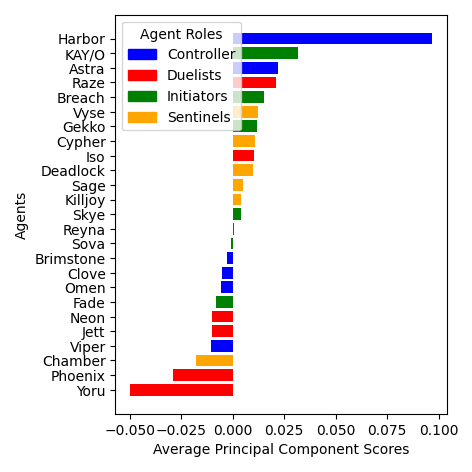 Agent Roles
Controller
Duelists
Initiators
Sentinels
Harbor
KAY/O
Astra
Raze
Breach
Vyse
Gekko
Cypher
Iso
Deadlock
Sage
Killjoy
Skye
Reyna
Sova
Brimstone
Clove
Omen
Fade
Neon
Jett
Viper
Chamber
Phoenix
Yoru
Agents
−0.050 −0.025 0.000 0.025 0.050 0.075 0.100
Average Principal Component Scores